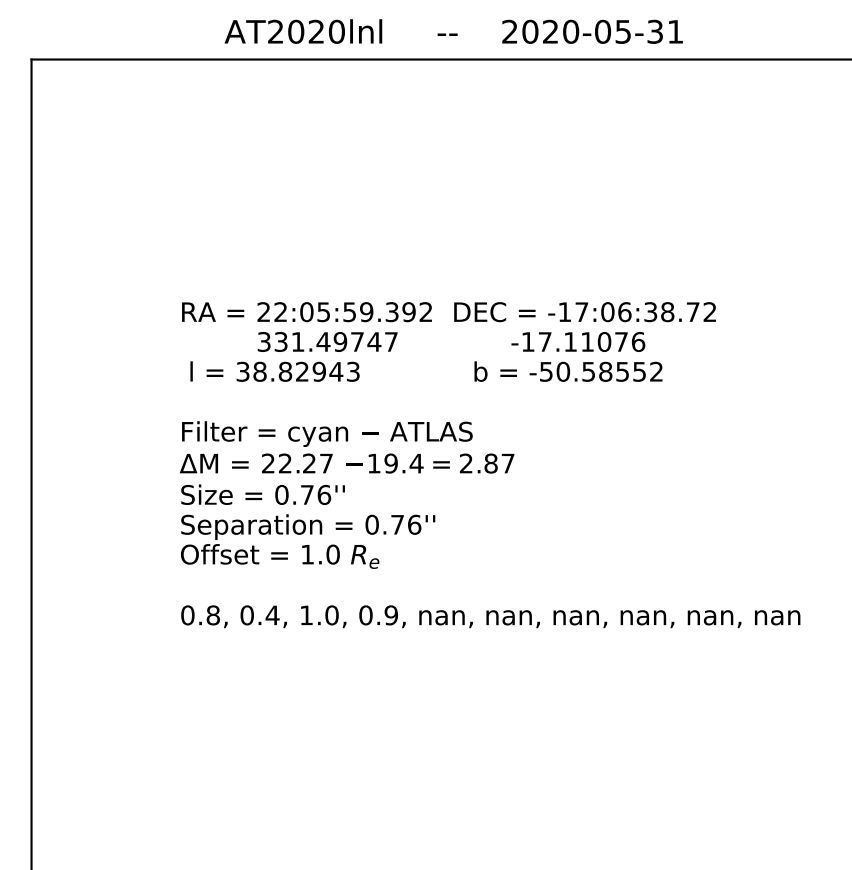 AT2020lnl -- 2020-05-31
RA = 22:05:59.392 DEC = -17:06:38.72
331.49747 -17.11076
l = 38.82943 b = -50.58552
Filter = cyan − ATLAS
ΔM = 22.27 −19.4 = 2.87
Size = 0.76''
Separation = 0.76''
Offset = 1.0 Rₑ
0.8, 0.4, 1.0, 0.9, nan, nan, nan, nan, nan, nan